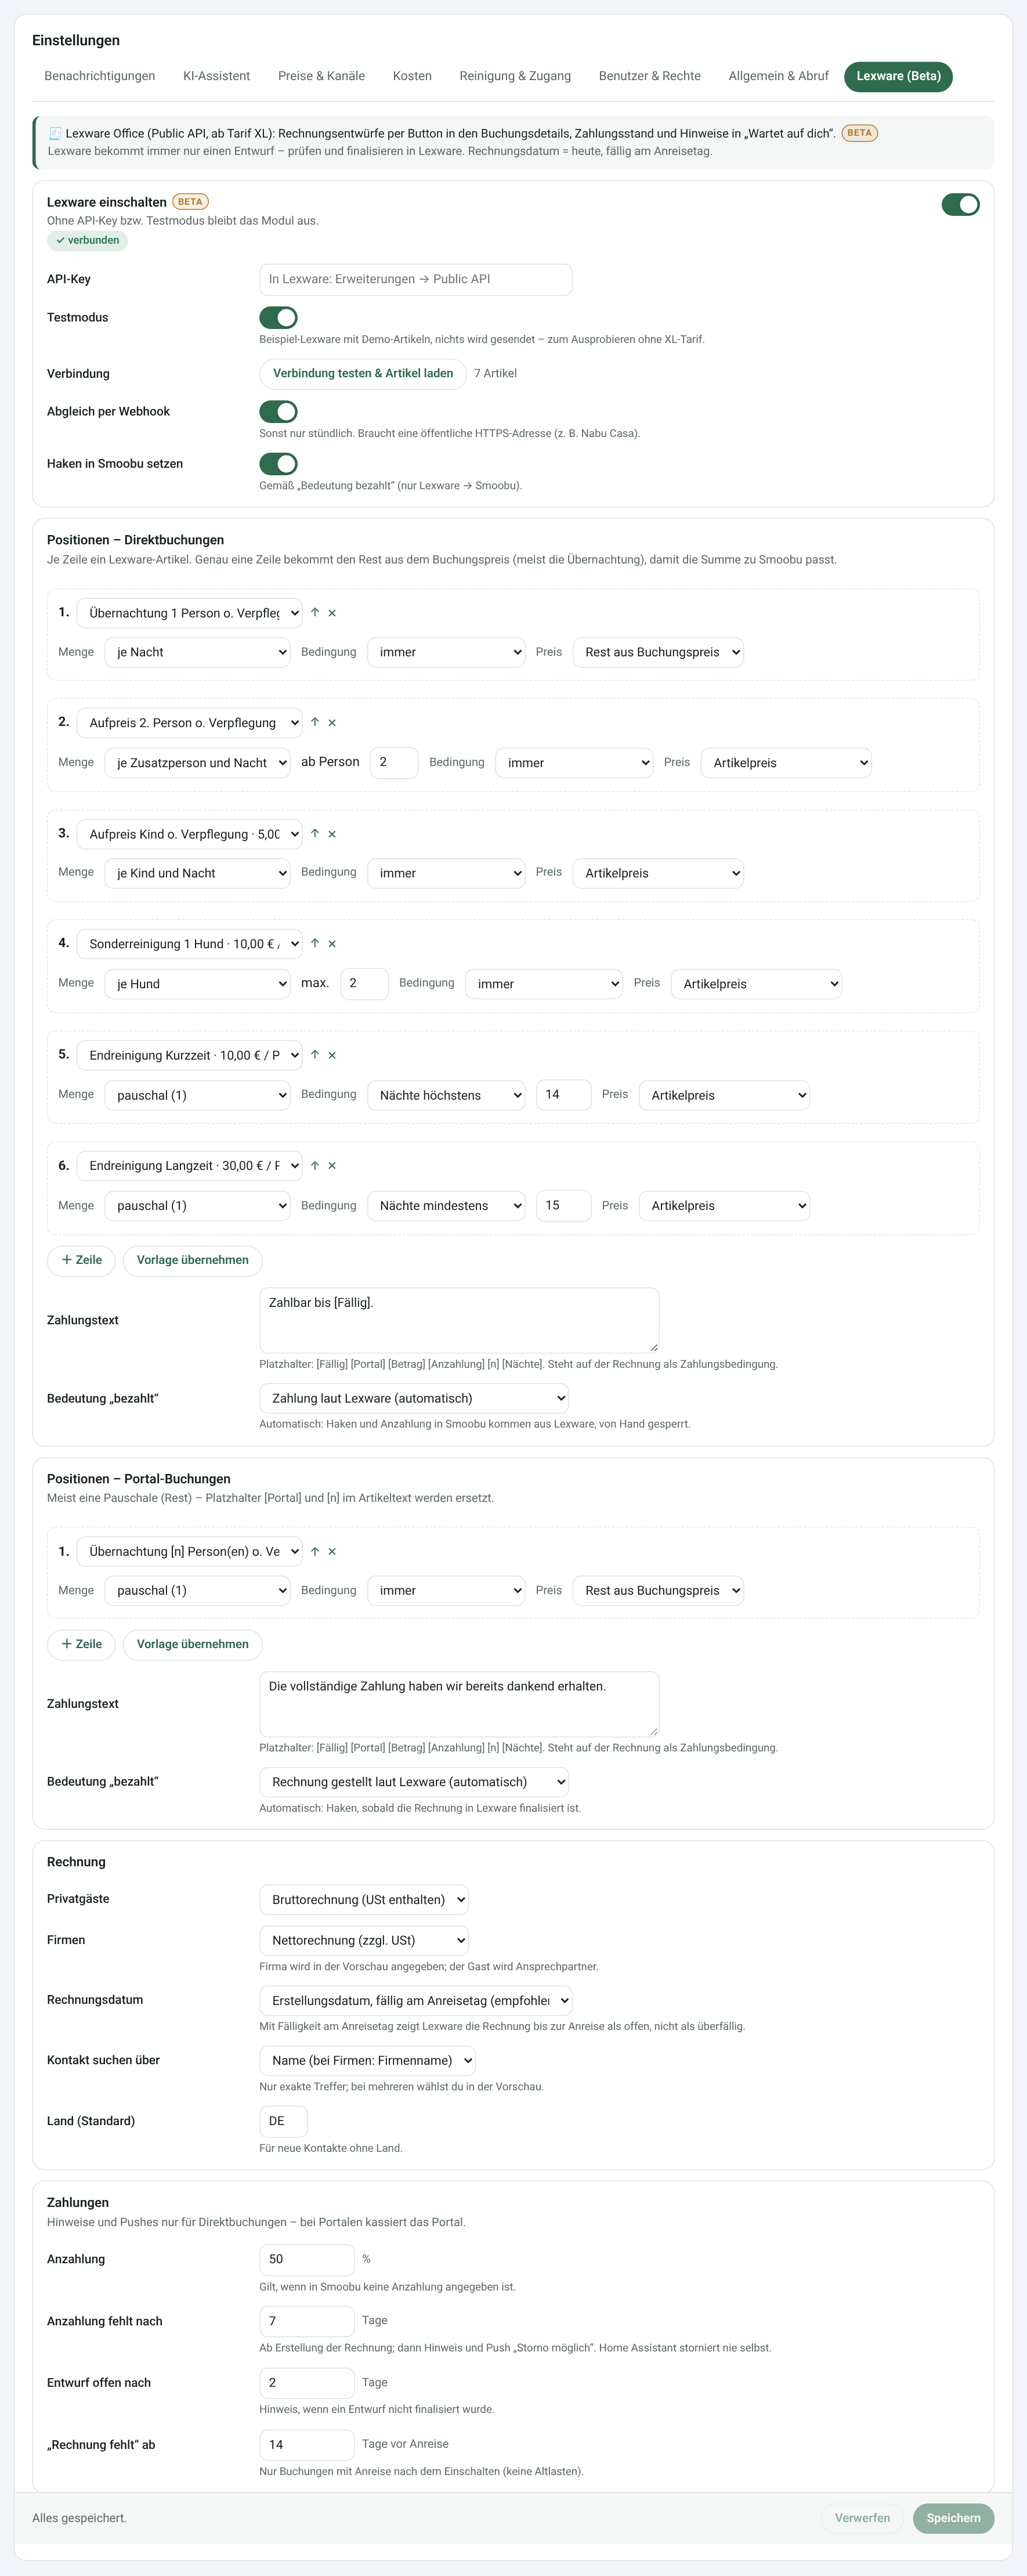 Einstellungen
Benachrichtigungen KI-Assistent Preise & Kanäle Kosten Reinigung & Zugang Benutzer & Rechte Allgemein & Abruf Lexware (Beta)
🧾 Lexware Office (Public API, ab Tarif XL): Rechnungsentwürfe per Button in den Buchungsdetails, Zahlungsstand und Hinweise in „Wartet auf dich“. BETA
Lexware bekommt immer nur einen Entwurf – prüfen und finalisieren in Lexware. Rechnungsdatum = heute, fällig am Anreisetag.
Lexware einschalten BETA
Ohne API-Key bzw. Testmodus bleibt das Modul aus.
✓ verbunden
API-Key In Lexware: Erweiterungen → Public API
Testmodus
Beispiel-Lexware mit Demo-Artikeln, nichts wird gesendet – zum Ausprobieren ohne XL-Tarif.
Verbindung Verbindung testen & Artikel laden 7 Artikel
Abgleich per Webhook
Sonst nur stündlich. Braucht eine öffentliche HTTPS-Adresse (z. B. Nabu Casa).
Haken in Smoobu setzen
Gemäß „Bedeutung bezahlt“ (nur Lexware → Smoobu).
Positionen – Direktbuchungen
Je Zeile ein Lexware-Artikel. Genau eine Zeile bekommt den Rest aus dem Buchungspreis (meist die Übernachtung), damit die Summe zu Smoobu passt.
1. Übernachtung 1 Person o. Verpfleg ↑ ×
Menge je Nacht Bedingung immer Preis Rest aus Buchungspreis
2. Aufpreis 2. Person o. Verpflegung ↑ ×
Menge je Zusatzperson und Nacht ab Person 2 Bedingung immer Preis Artikelpreis
3. Aufpreis Kind o. Verpflegung · 5,00 ↑ ×
Menge je Kind und Nacht Bedingung immer Preis Artikelpreis
4. Sonderreinigung 1 Hund · 10,00 € / ↑ ×
Menge je Hund max. 2 Bedingung immer Preis Artikelpreis
5. Endreinigung Kurzzeit · 10,00 € / P ↑ ×
Menge pauschal (1) Bedingung Nächte höchstens 14 Preis Artikelpreis
6. Endreinigung Langzeit · 30,00 € / P ↑ ×
Menge pauschal (1) Bedingung Nächte mindestens 15 Preis Artikelpreis
＋ Zeile Vorlage übernehmen
Zahlungstext Zahlbar bis [Fällig].
Platzhalter: [Fällig] [Portal] [Betrag] [Anzahlung] [n] [Nächte]. Steht auf der Rechnung als Zahlungsbedingung.
Bedeutung „bezahlt“ Zahlung laut Lexware (automatisch)
Automatisch: Haken und Anzahlung in Smoobu kommen aus Lexware, von Hand gesperrt.
Positionen – Portal-Buchungen
Meist eine Pauschale (Rest) – Platzhalter [Portal] und [n] im Artikeltext werden ersetzt.
1. Übernachtung [n] Person(en) o. Ve ↑ ×
Menge pauschal (1) Bedingung immer Preis Rest aus Buchungspreis
＋ Zeile Vorlage übernehmen
Zahlungstext Die vollständige Zahlung haben wir bereits dankend erhalten.
Platzhalter: [Fällig] [Portal] [Betrag] [Anzahlung] [n] [Nächte]. Steht auf der Rechnung als Zahlungsbedingung.
Bedeutung „bezahlt“ Rechnung gestellt laut Lexware (automatisch)
Automatisch: Haken, sobald die Rechnung in Lexware finalisiert ist.
Rechnung
Privatgäste Bruttorechnung (USt enthalten)
Firmen Nettorechnung (zzgl. USt)
Firma wird in der Vorschau angegeben; der Gast wird Ansprechpartner.
Rechnungsdatum Erstellungsdatum, fällig am Anreisetag (empfohlen
Mit Fälligkeit am Anreisetag zeigt Lexware die Rechnung bis zur Anreise als offen, nicht als überfällig.
Kontakt suchen über Name (bei Firmen: Firmenname)
Nur exakte Treffer; bei mehreren wählst du in der Vorschau.
Land (Standard) DE
Für neue Kontakte ohne Land.
Zahlungen
Hinweise und Pushes nur für Direktbuchungen – bei Portalen kassiert das Portal.
Anzahlung 50 %
Gilt, wenn in Smoobu keine Anzahlung angegeben ist.
Anzahlung fehlt nach 7 Tage
Ab Erstellung der Rechnung; dann Hinweis und Push „Storno möglich“. Home Assistant storniert nie selbst.
Entwurf offen nach 2 Tage
Hinweis, wenn ein Entwurf nicht finalisiert wurde.
„Rechnung fehlt“ ab 14 Tage vor Anreise
Nur Buchungen mit Anreise nach dem Einschalten (keine Altlasten).
Alles gespeichert. Verwerfen Speichern